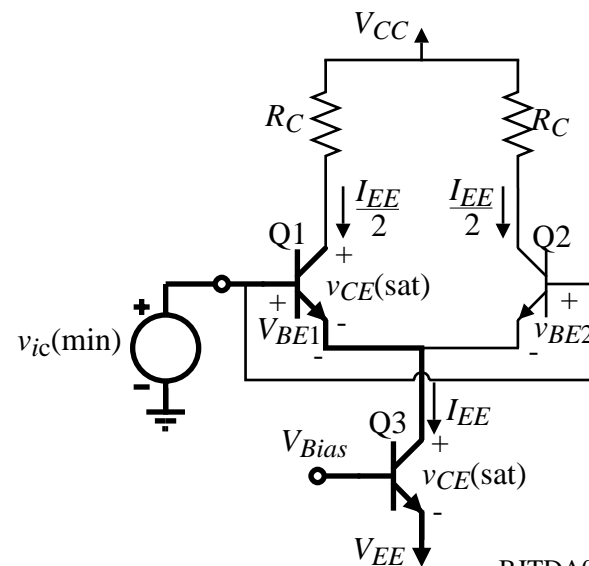 VCC
RC RC
IEE/2 IEE/2
Q1 Q2
+
vCE(sat)
+ +
VBE1 vBE2
- - -
+
vic(min)
-
IEE
Q3
VBias +
vCE(sat)
-
VEE